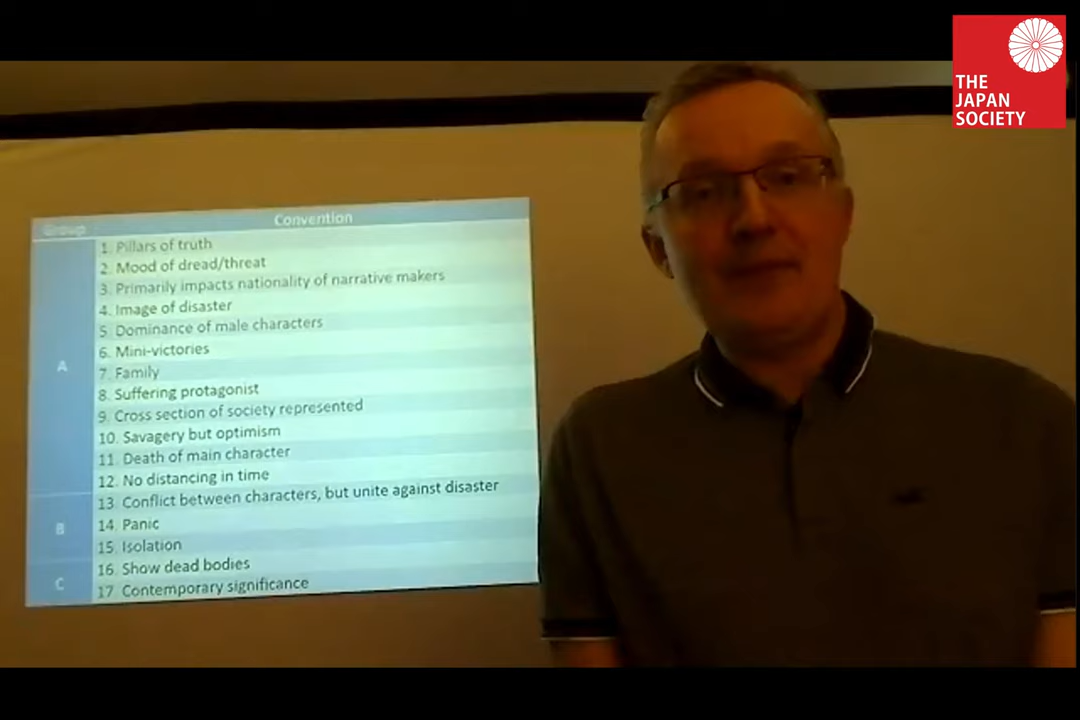 THE
JAPAN
SOCIETY
Group Convention
A
1. Pillars of truth
2. Mood of dread/threat
3. Primarily impacts nationality of narrative makers
4. Image of disaster
5. Dominance of male characters
6. Mini-victories
7. Family
8. Suffering protagonist
9. Cross section of society represented
10. Savagery but optimism
11. Death of main character
12. No distancing in time
B
13. Conflict between characters, but unite against disaster
14. Panic
15. Isolation
C
16. Show dead bodies
17. Contemporary significance